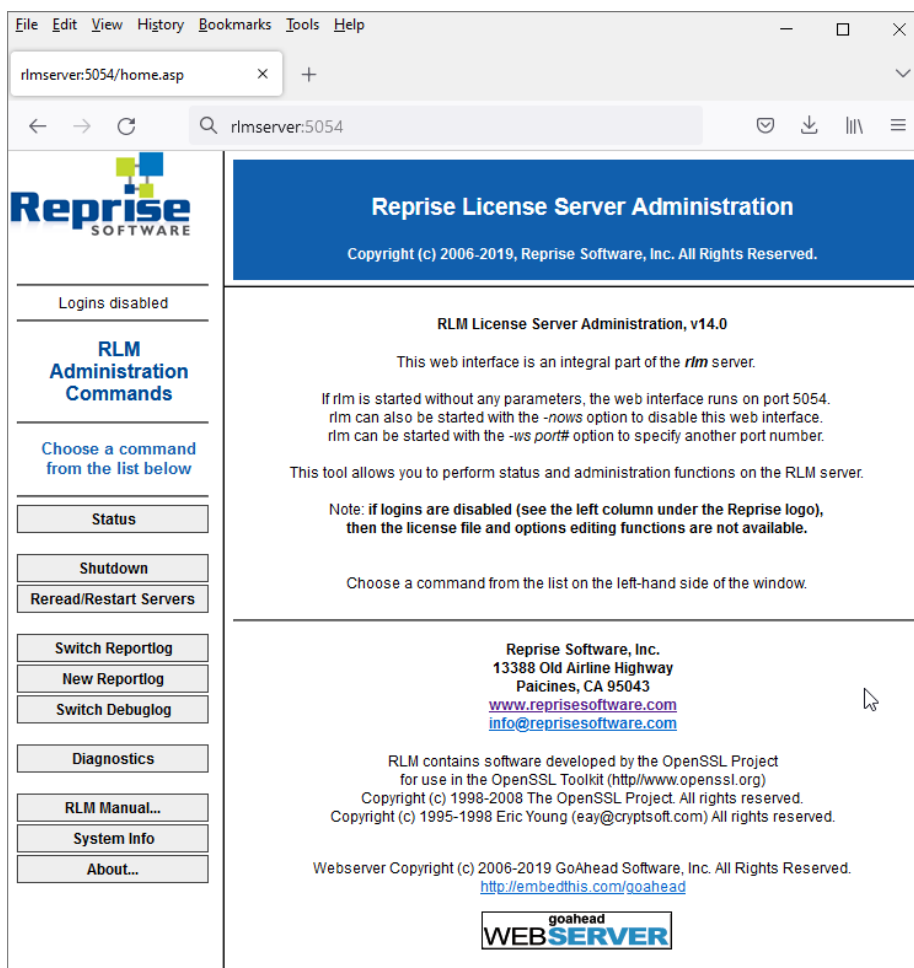 File Edit View History Bookmarks Tools Help
rlmserver:5054/home.asp
rlmserver:5054
Reprise
SOFTWARE
Logins disabled
RLM
Administration
Commands
Choose a command
from the list below
Status
Shutdown
Reread/Restart Servers
Switch Reportlog
New Reportlog
Switch Debuglog
Diagnostics
RLM Manual...
System Info
About...
Reprise License Server Administration
Copyright (c) 2006-2019, Reprise Software, Inc. All Rights Reserved.
RLM License Server Administration, v14.0
This web interface is an integral part of the rlm server.
If rlm is started without any parameters, the web interface runs on port 5054.
rlm can also be started with the -nows option to disable this web interface.
rlm can be started with the -ws port# option to specify another port number.
This tool allows you to perform status and administration functions on the RLM server.
Note: if logins are disabled (see the left column under the Reprise logo),
then the license file and options editing functions are not available.
Choose a command from the list on the left-hand side of the window.
Reprise Software, Inc.
13388 Old Airline Highway
Paicines, CA 95043
www.reprisesoftware.com
info@reprisesoftware.com
RLM contains software developed by the OpenSSL Project
for use in the OpenSSL Toolkit (http//www.openssl.org)
Copyright (c) 1998-2008 The OpenSSL Project. All rights reserved.
Copyright (c) 1995-1998 Eric Young (eay@cryptsoft.com) All rights reserved.
Webserver Copyright (c) 2006-2019 GoAhead Software, Inc. All Rights Reserved.
http://embedthis.com/goahead
goahead
WEBSERVER